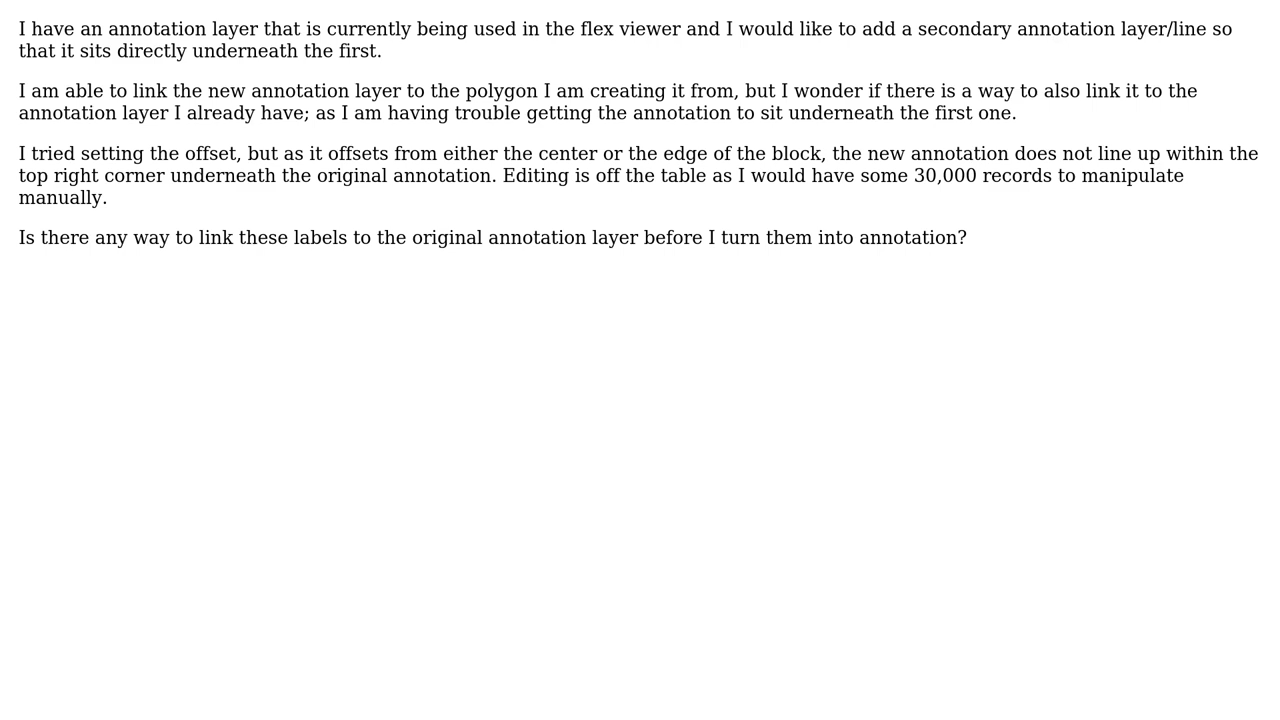 I have an annotation layer that is currently being used in the flex viewer and I would like to add a secondary annotation layer/line so
that it sits directly underneath the first.
I am able to link the new annotation layer to the polygon I am creating it from, but I wonder if there is a way to also link it to the
annotation layer I already have; as I am having trouble getting the annotation to sit underneath the first one.
I tried setting the offset, but as it offsets from either the center or the edge of the block, the new annotation does not line up within the
top right corner underneath the original annotation. Editing is off the table as I would have some 30,000 records to manipulate
manually.
Is there any way to link these labels to the original annotation layer before I turn them into annotation?